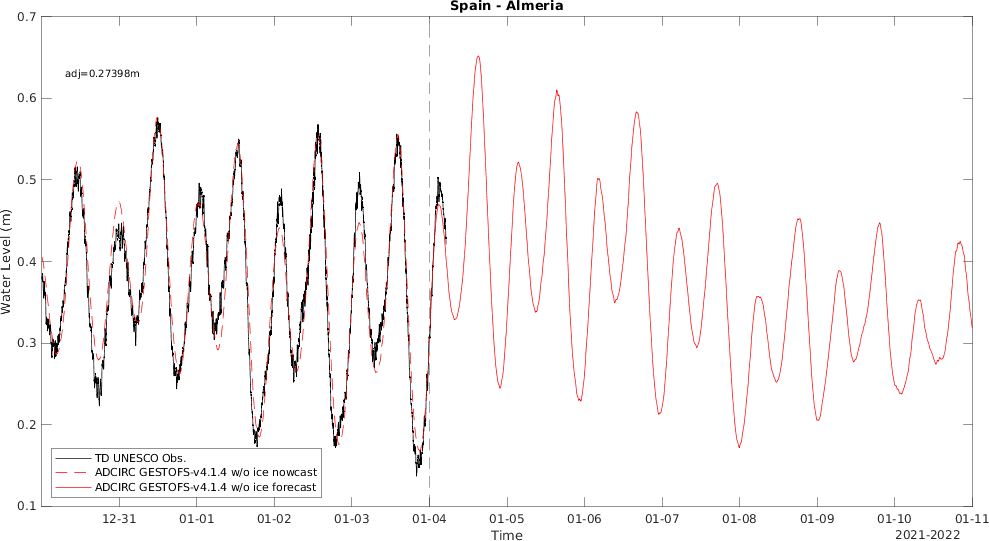 Spain - Almeria
0.7
adj=0.27398m
0.6
0.5
0.4
0.3
0.2
0.1
Water Level (m)
TD UNESCO Obs.
ADCIRC GESTOFS-v4.1.4 w/o ice nowcast
ADCIRC GESTOFS-v4.1.4 w/o ice forecast
12-31 01-01 01-02 01-03 01-04 01-05 01-06 01-07 01-08 01-09 01-10 01-11
Time
2021-2022